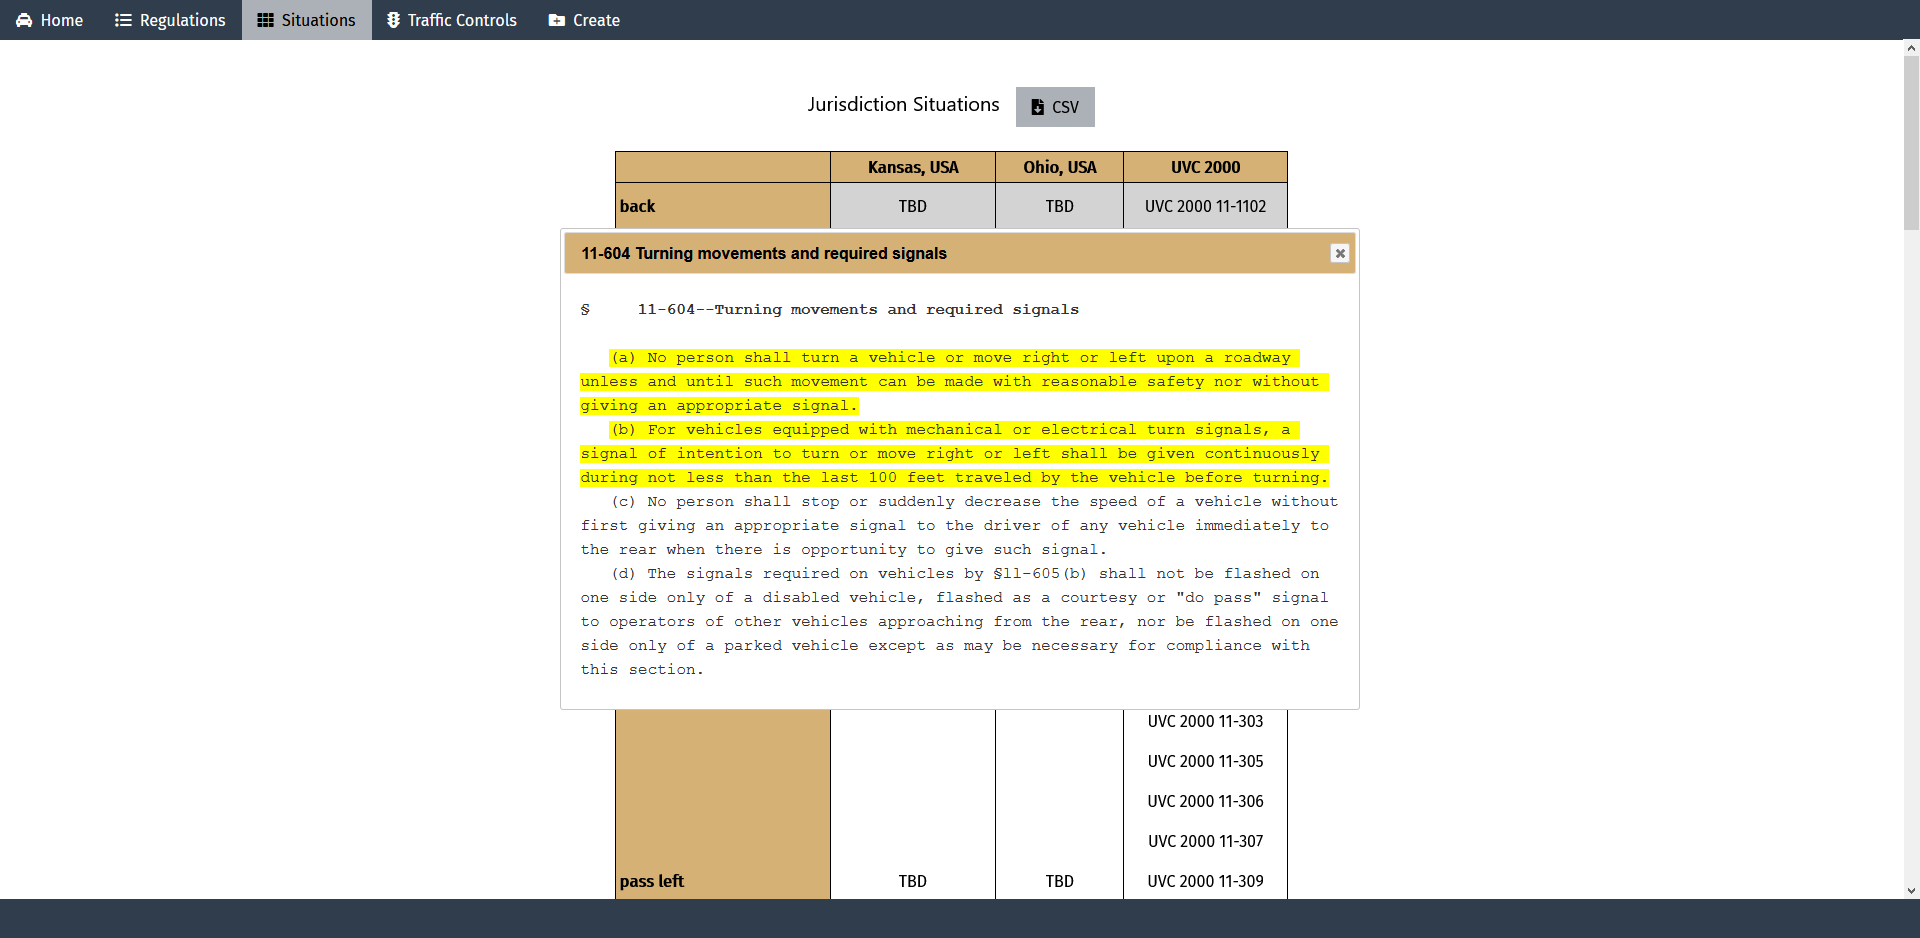 Home Regulations Situations Traffic Controls Create
Jurisdiction Situations CSV
Kansas, USA Ohio, USA UVC 2000
back TBD TBD UVC 2000 11-1102
11-604 Turning movements and required signals
§ 11-604--Turning movements and required signals
(a) No person shall turn a vehicle or move right or left upon a roadway
unless and until such movement can be made with reasonable safety nor without
giving an appropriate signal.
(b) For vehicles equipped with mechanical or electrical turn signals, a
signal of intention to turn or move right or left shall be given continuously
during not less than the last 100 feet traveled by the vehicle before turning.
(c) No person shall stop or suddenly decrease the speed of a vehicle without
first giving an appropriate signal to the driver of any vehicle immediately to
the rear when there is opportunity to give such signal.
(d) The signals required on vehicles by §11-605(b) shall not be flashed on
one side only of a disabled vehicle, flashed as a courtesy or "do pass" signal
to operators of other vehicles approaching from the rear, nor be flashed on one
side only of a parked vehicle except as may be necessary for compliance with
this section.
UVC 2000 11-303
UVC 2000 11-305
UVC 2000 11-306
UVC 2000 11-307
pass left TBD TBD UVC 2000 11-309